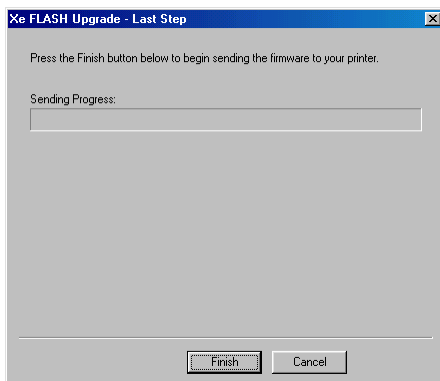 Xe FLASH Upgrade - Last Step
Press the Finish button below to begin sending the firmware to your printer.
Sending Progress:
Finish Cancel